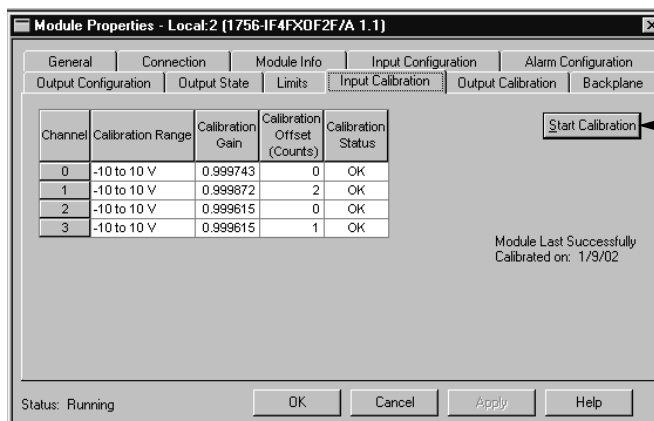 Module Properties - Local:2 (1756-IF4FXOF2F/A 1.1)
General Connection Module Info Input Configuration Alarm Configuration
Output Configuration Output State Limits Input Calibration Output Calibration Backplane
Channel Calibration Range Calibration Gain Calibration Offset (Counts) Calibration Status
0 -10 to 10 V 0.999743 0 OK
1 -10 to 10 V 0.999872 2 OK
2 -10 to 10 V 0.999615 0 OK
3 -10 to 10 V 0.999615 1 OK
Start Calibration
Module Last Successfully
Calibrated on: 1/9/02
Status: Running
OK Cancel Apply Help